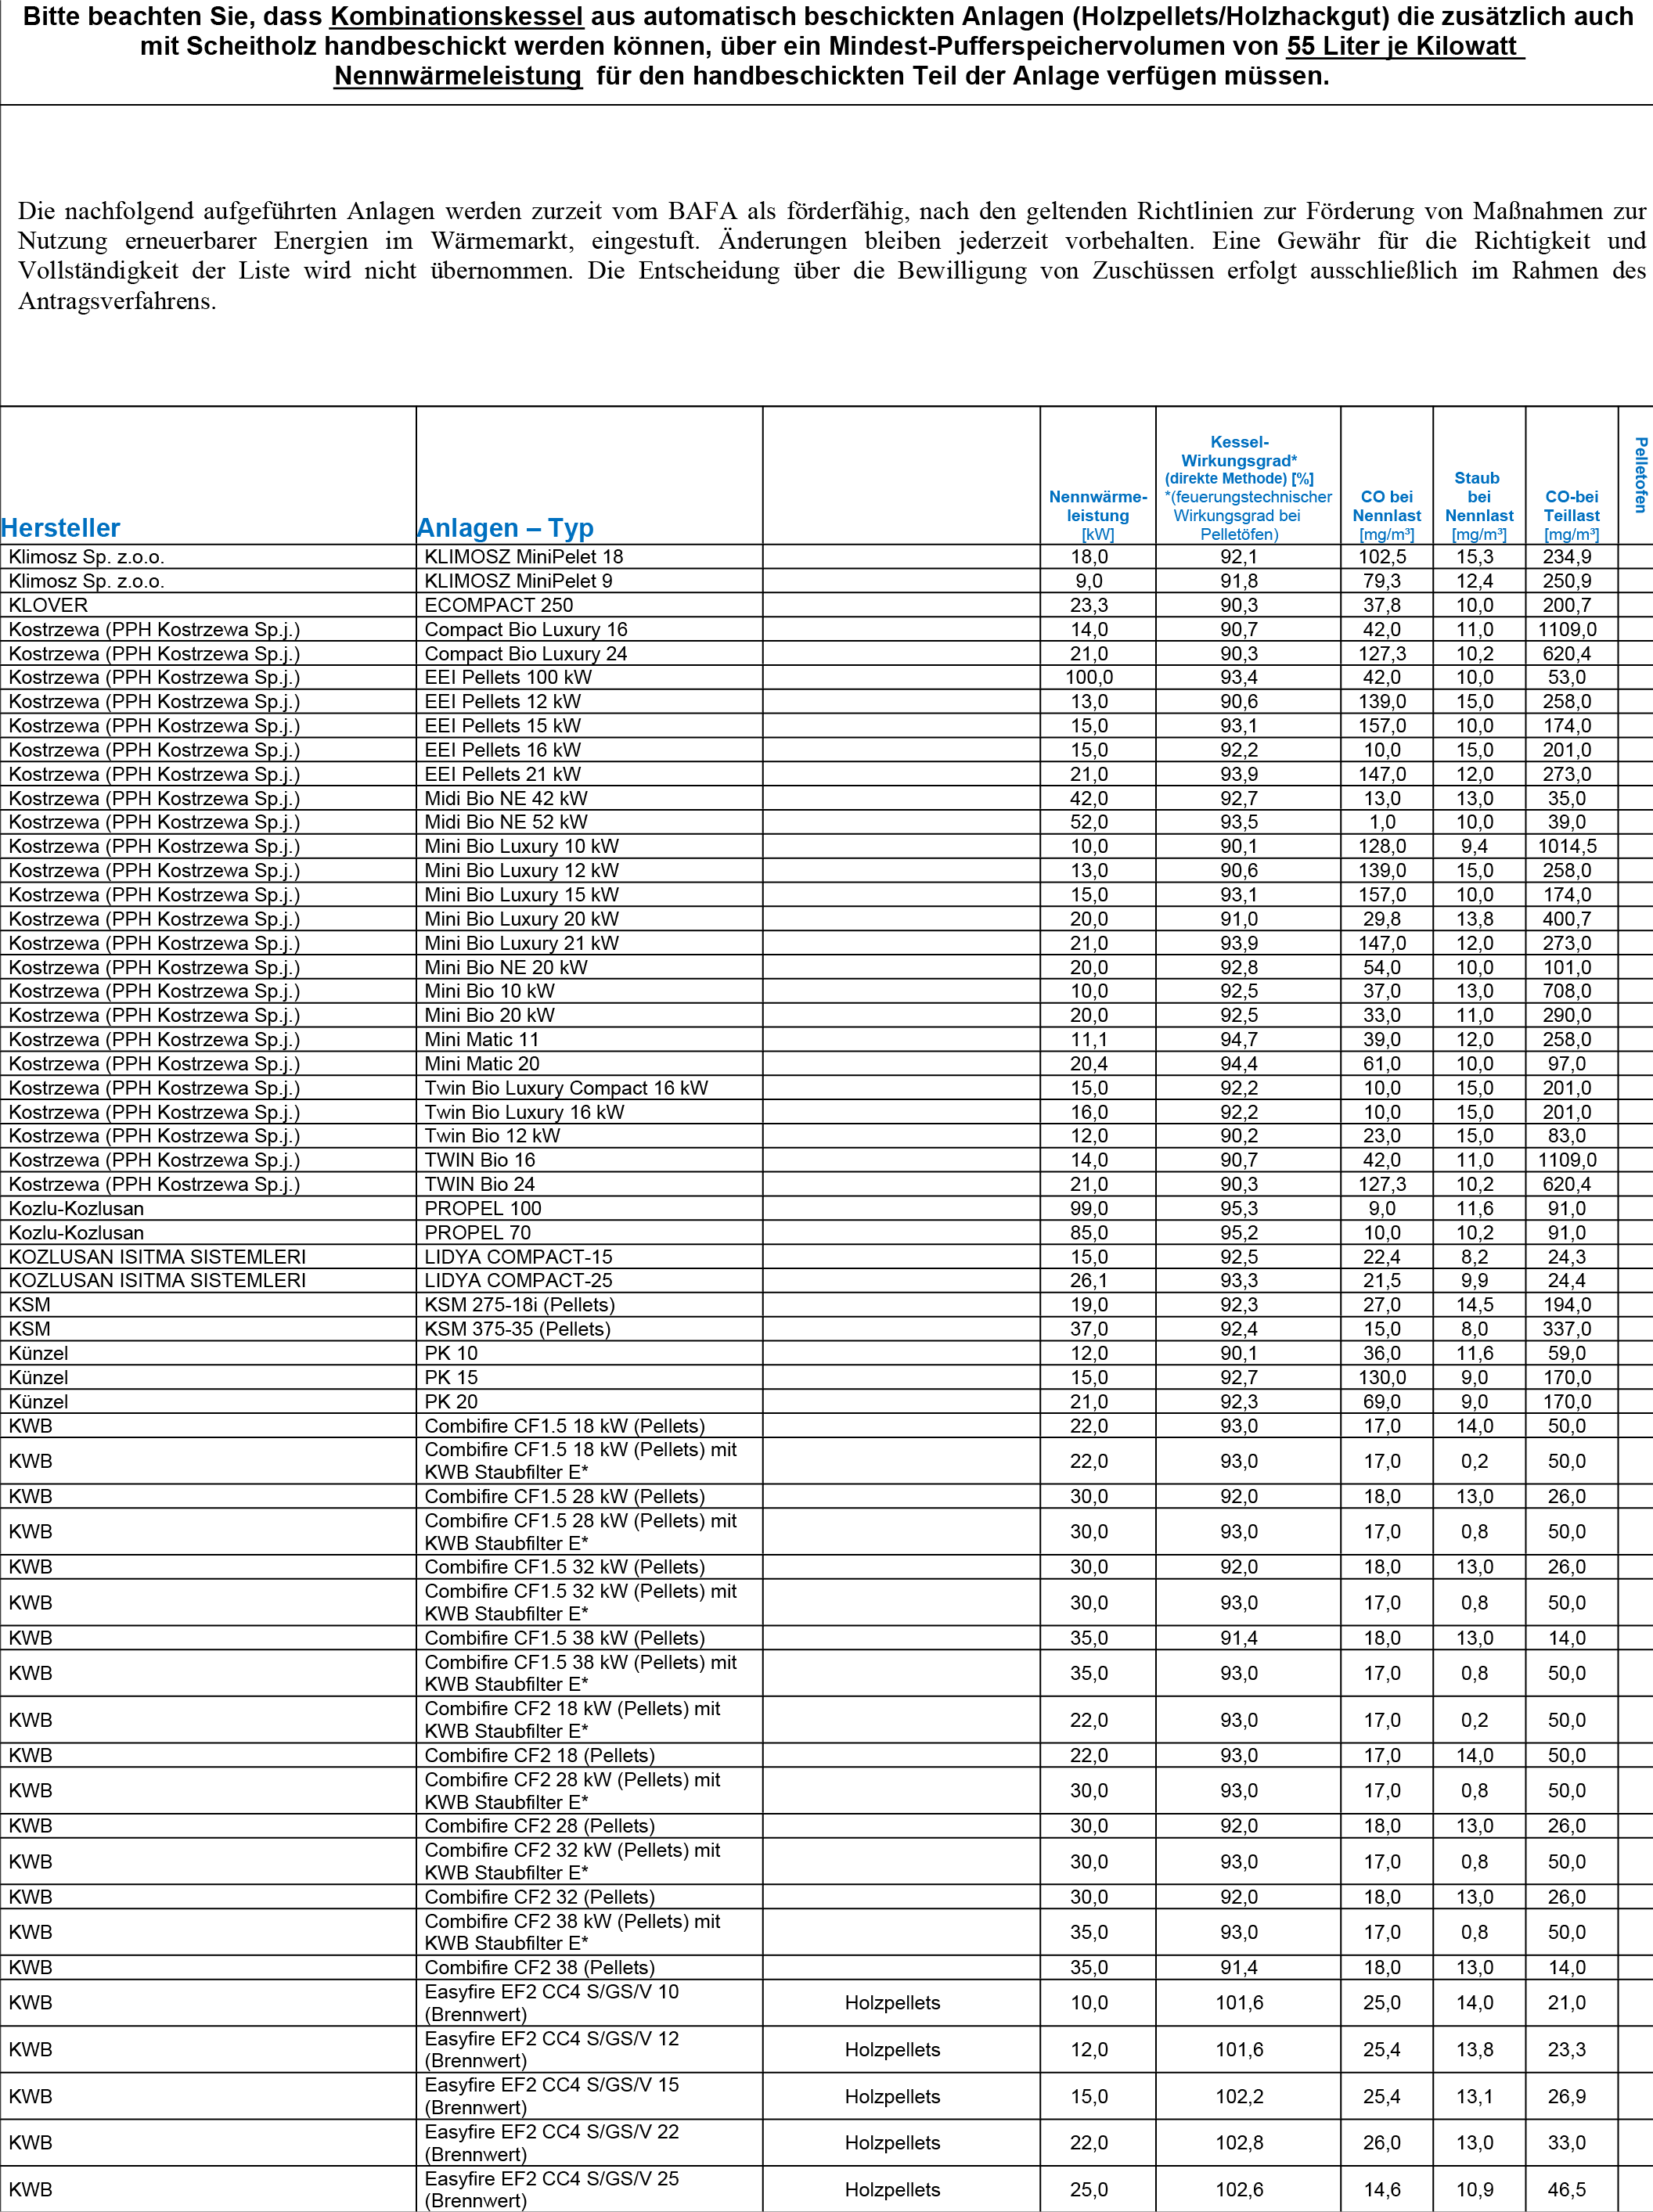 Bitte beachten Sie, dass Kombinationskessel aus automatisch beschickten Anlagen (Holzpellets/Holzhackgut) die zusätzlich auch
mit Scheitholz handbeschickt werden können, über ein Mindest-Pufferspeichervolumen von 55 Liter je Kilowatt
Nennwärmeleistung für den handbeschickten Teil der Anlage verfügen müssen.
Die nachfolgend aufgeführten Anlagen werden zurzeit vom BAFA als förderfähig, nach den geltenden Richtlinien zur Förderung von Maßnahmen zur
Nutzung erneuerbarer Energien im Wärmemarkt, eingestuft. Änderungen bleiben jederzeit vorbehalten. Eine Gewähr für die Richtigkeit und
Vollständigkeit der Liste wird nicht übernommen. Die Entscheidung über die Bewilligung von Zuschüssen erfolgt ausschließlich im Rahmen des
Antragsverfahrens.
Hersteller
Anlagen – Typ
Nennwärme-
leistung
[kW]
Kessel-
Wirkungsgrad*
(direkte Methode) [%]
*(feuerungstechnischer
Wirkungsgrad bei
Pelletöfen)
CO bei
Nennlast
[mg/m³]
Staub
bei
Nennlast
[mg/m³]
CO-bei
Teillast
[mg/m³]
Pelletofen
Klimosz Sp. z.o.o. KLIMOSZ MiniPelet 18 18,0 92,1 102,5 15,3 234,9
Klimosz Sp. z.o.o. KLIMOSZ MiniPelet 9 9,0 91,8 79,3 12,4 250,9
KLOVER ECOMPACT 250 23,3 90,3 37,8 10,0 200,7
Kostrzewa (PPH Kostrzewa Sp.j.) Compact Bio Luxury 16 14,0 90,7 42,0 11,0 1109,0
Kostrzewa (PPH Kostrzewa Sp.j.) Compact Bio Luxury 24 21,0 90,3 127,3 10,2 620,4
Kostrzewa (PPH Kostrzewa Sp.j.) EEI Pellets 100 kW 100,0 93,4 42,0 10,0 53,0
Kostrzewa (PPH Kostrzewa Sp.j.) EEI Pellets 12 kW 13,0 90,6 139,0 15,0 258,0
Kostrzewa (PPH Kostrzewa Sp.j.) EEI Pellets 15 kW 15,0 93,1 157,0 10,0 174,0
Kostrzewa (PPH Kostrzewa Sp.j.) EEI Pellets 16 kW 15,0 92,2 10,0 15,0 201,0
Kostrzewa (PPH Kostrzewa Sp.j.) EEI Pellets 21 kW 21,0 93,9 147,0 12,0 273,0
Kostrzewa (PPH Kostrzewa Sp.j.) Midi Bio NE 42 kW 42,0 92,7 13,0 13,0 35,0
Kostrzewa (PPH Kostrzewa Sp.j.) Midi Bio NE 52 kW 52,0 93,5 1,0 10,0 39,0
Kostrzewa (PPH Kostrzewa Sp.j.) Mini Bio Luxury 10 kW 10,0 90,1 128,0 9,4 1014,5
Kostrzewa (PPH Kostrzewa Sp.j.) Mini Bio Luxury 12 kW 13,0 90,6 139,0 15,0 258,0
Kostrzewa (PPH Kostrzewa Sp.j.) Mini Bio Luxury 15 kW 15,0 93,1 157,0 10,0 174,0
Kostrzewa (PPH Kostrzewa Sp.j.) Mini Bio Luxury 20 kW 20,0 91,0 29,8 13,8 400,7
Kostrzewa (PPH Kostrzewa Sp.j.) Mini Bio Luxury 21 kW 21,0 93,9 147,0 12,0 273,0
Kostrzewa (PPH Kostrzewa Sp.j.) Mini Bio NE 20 kW 20,0 92,8 54,0 10,0 101,0
Kostrzewa (PPH Kostrzewa Sp.j.) Mini Bio 10 kW 10,0 92,5 37,0 13,0 708,0
Kostrzewa (PPH Kostrzewa Sp.j.) Mini Bio 20 kW 20,0 92,5 33,0 11,0 290,0
Kostrzewa (PPH Kostrzewa Sp.j.) Mini Matic 11 11,1 94,7 39,0 12,0 258,0
Kostrzewa (PPH Kostrzewa Sp.j.) Mini Matic 20 20,4 94,4 61,0 10,0 97,0
Kostrzewa (PPH Kostrzewa Sp.j.) Twin Bio Luxury Compact 16 kW 15,0 92,2 10,0 15,0 201,0
Kostrzewa (PPH Kostrzewa Sp.j.) Twin Bio Luxury 16 kW 16,0 92,2 10,0 15,0 201,0
Kostrzewa (PPH Kostrzewa Sp.j.) Twin Bio 12 kW 12,0 90,2 23,0 15,0 83,0
Kostrzewa (PPH Kostrzewa Sp.j.) TWIN Bio 16 14,0 90,7 42,0 11,0 1109,0
Kostrzewa (PPH Kostrzewa Sp.j.) TWIN Bio 24 21,0 90,3 127,3 10,2 620,4
Kozlu-Kozlusan PROPEL 100 99,0 95,3 9,0 11,6 91,0
Kozlu-Kozlusan PROPEL 70 85,0 95,2 10,0 10,2 91,0
KOZLUSAN ISITMA SISTEMLERI LIDYA COMPACT-15 15,0 92,5 22,4 8,2 24,3
KOZLUSAN ISITMA SISTEMLERI LIDYA COMPACT-25 26,1 93,3 21,5 9,9 24,4
KSM KSM 275-18i (Pellets) 19,0 92,3 27,0 14,5 194,0
KSM KSM 375-35 (Pellets) 37,0 92,4 15,0 8,0 337,0
Künzel PK 10 12,0 90,1 36,0 11,6 59,0
Künzel PK 15 15,0 92,7 130,0 9,0 170,0
Künzel PK 20 21,0 92,3 69,0 9,0 170,0
KWB Combifire CF1.5 18 kW (Pellets) 22,0 93,0 17,0 14,0 50,0
Combifire CF1.5 18 kW (Pellets) mit
KWB KWB Staubfilter E* 22,0 93,0 17,0 0,2 50,0
KWB Combifire CF1.5 28 kW (Pellets) 30,0 92,0 18,0 13,0 26,0
Combifire CF1.5 28 kW (Pellets) mit
KWB KWB Staubfilter E* 30,0 93,0 17,0 0,8 50,0
KWB Combifire CF1.5 32 kW (Pellets) 30,0 92,0 18,0 13,0 26,0
Combifire CF1.5 32 kW (Pellets) mit
KWB KWB Staubfilter E* 30,0 93,0 17,0 0,8 50,0
KWB Combifire CF1.5 38 kW (Pellets) 35,0 91,4 18,0 13,0 14,0
Combifire CF1.5 38 kW (Pellets) mit
KWB KWB Staubfilter E* 35,0 93,0 17,0 0,8 50,0
Combifire CF2 18 kW (Pellets) mit
KWB KWB Staubfilter E* 22,0 93,0 17,0 0,2 50,0
KWB Combifire CF2 18 (Pellets) 22,0 93,0 17,0 14,0 50,0
Combifire CF2 28 kW (Pellets) mit
KWB KWB Staubfilter E* 30,0 93,0 17,0 0,8 50,0
KWB Combifire CF2 28 (Pellets) 30,0 92,0 18,0 13,0 26,0
Combifire CF2 32 kW (Pellets) mit
KWB KWB Staubfilter E* 30,0 93,0 17,0 0,8 50,0
KWB Combifire CF2 32 (Pellets) 30,0 92,0 18,0 13,0 26,0
Combifire CF2 38 kW (Pellets) mit
KWB KWB Staubfilter E* 35,0 93,0 17,0 0,8 50,0
KWB Combifire CF2 38 (Pellets) 35,0 91,4 18,0 13,0 14,0
Easyfire EF2 CC4 S/GS/V 10
KWB (Brennwert) Holzpellets 10,0 101,6 25,0 14,0 21,0
Easyfire EF2 CC4 S/GS/V 12
KWB (Brennwert) Holzpellets 12,0 101,6 25,4 13,8 23,3
Easyfire EF2 CC4 S/GS/V 15
KWB (Brennwert) Holzpellets 15,0 102,2 25,4 13,1 26,9
Easyfire EF2 CC4 S/GS/V 22
KWB (Brennwert) Holzpellets 22,0 102,8 26,0 13,0 33,0
Easyfire EF2 CC4 S/GS/V 25
KWB (Brennwert) Holzpellets 25,0 102,6 14,6 10,9 46,5